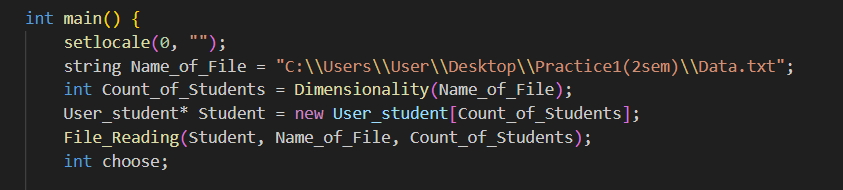 int main() {
setlocale(0, "");
string Name_of_File = "C:\\Users\\User\\Desktop\\Practice1(2sem)\\Data.txt";
int Count_of_Students = Dimensionality(Name_of_File);
User_student* Student = new User_student[Count_of_Students];
File_Reading(Student, Name_of_File, Count_of_Students);
int choose;